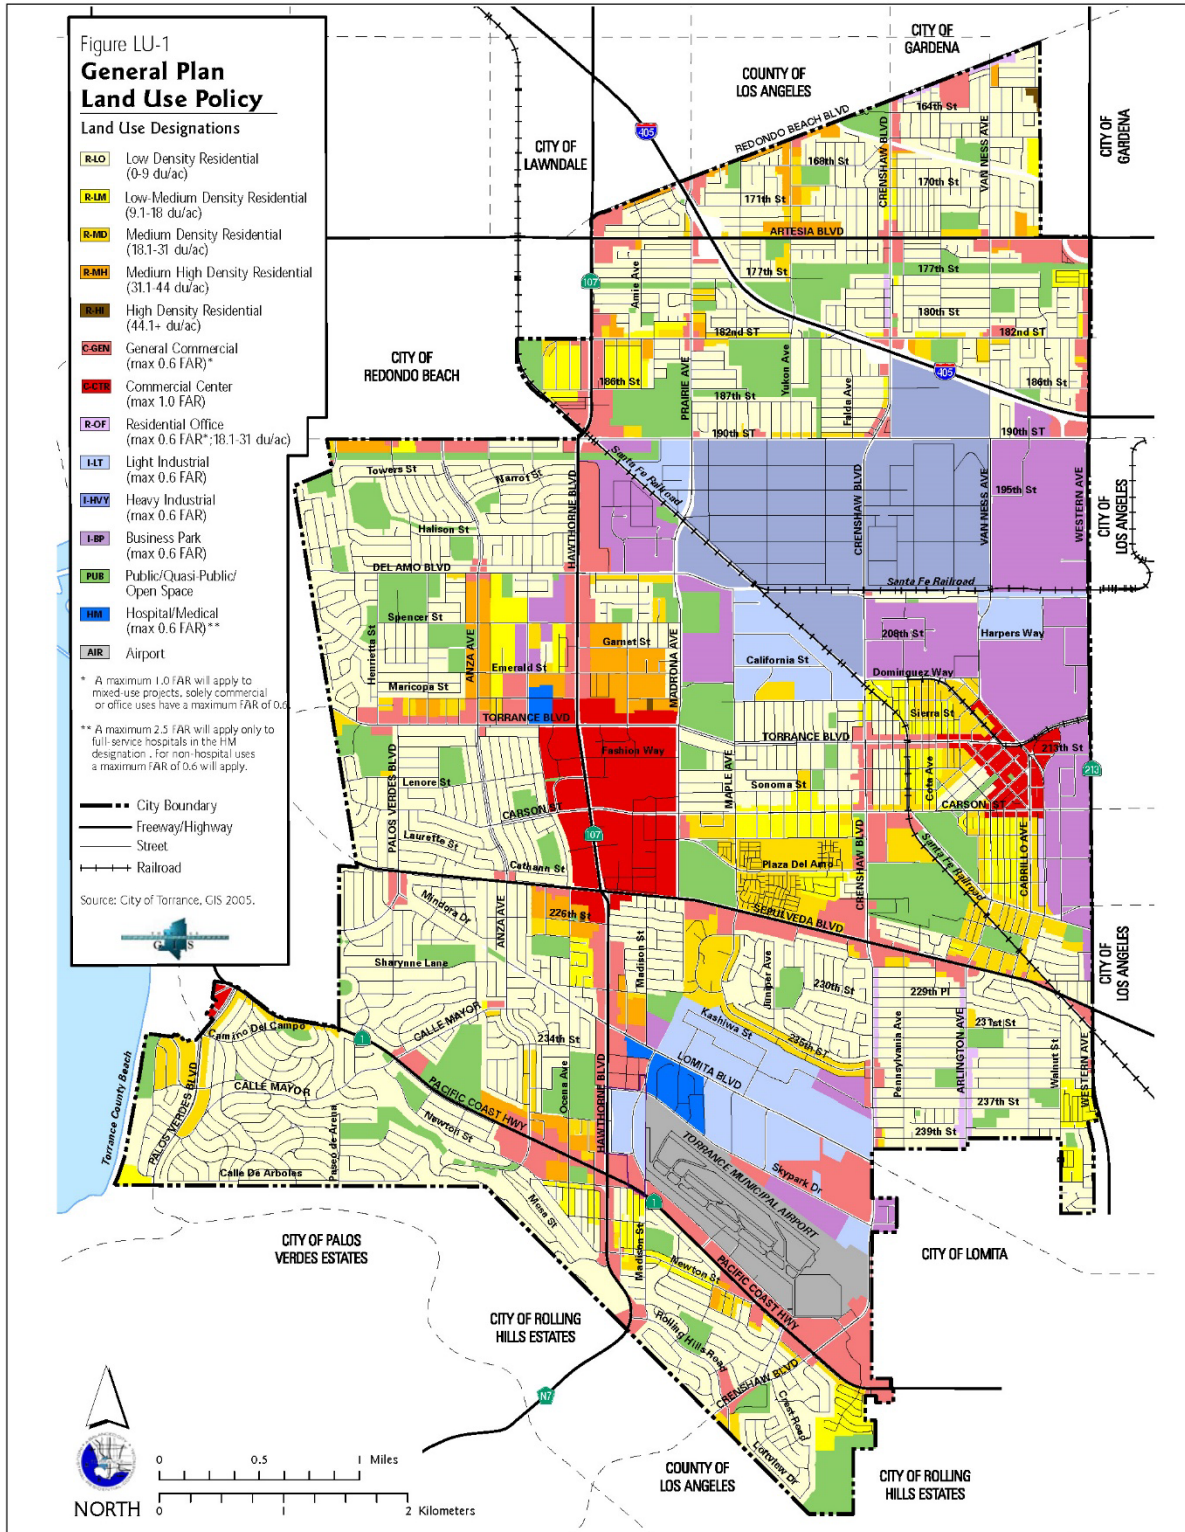 Figure LU-1
General Plan
Land Use Policy
Land Use Designations
R-LO Low Density Residential
(0-9 du/ac)
R-LM Low-Medium Density Residential
(9.1-18 du/ac)
R-MD Medium Density Residential
(18.1-31 du/ac)
R-MH Medium High Density Residential
(31.1-44 du/ac)
R-HI High Density Residential
(44.1+ du/ac)
C-GEN General Commercial
(max 0.6 FAR)*
C-CTR Commercial Center
(max 1.0 FAR)
R-OF Residential Office
(max 0.6 FAR*;18.1-31 du/ac)
I-LT Light Industrial
(max 0.6 FAR)
I-HVY Heavy Industrial
(max 0.6 FAR)
I-BP Business Park
(max 0.6 FAR)
PUB Public/Quasi-Public/
Open Space
HM Hospital/Medical
(max 0.6 FAR)**
AIR Airport
* A maximum 1.0 FAR will apply to
mixed-use projects, solely commercial
or office uses have a maximum FAR of 0.6.
** A maximum 2.5 FAR will apply only to
full-service hospitals in the HM
designation . For non-hospital uses
a maximum FAR of 0.6 will apply.
City Boundary
Freeway/Highway
Street
Railroad
Source: City of Torrance, GIS 2005.
CITY OF
GARDENA
COUNTY OF
LOS ANGELES
CITY OF
LAWNDALE
CITY OF
GARDENA
405
REDONDO BEACH BLVD
164th St
168th St
170th St
171st St
CRENSHAW BLVD
VAN NESS AVE
ARTESIA BLVD
107
Amie Ave
177th St
177th St
180th St
182nd ST
182nd ST
CITY OF
REDONDO BEACH
405
186th St
PRAIRIE AVE
187th St
Yukon Ave
Falda Ave
186th St
190th ST
190th ST
Towers St
Narrot St
Halison St
HAWTHORNE BLVD
Santa Fe Railroad
CRENSHAW BLVD
VAN NESS AVE
195th St
WESTERN AVE
CITY OF
LOS ANGELES
DEL AMO BLVD
Santa Fe Railroad
Spencer St
Henrietta St
ANZA AVE
Emerald St
Maricopa St
Garnet St
MADRONA AVE
California St
208th St
Harpers Way
Dominguez Way
Sierra St
TORRANCE BLVD
TORRANCE BLVD
Fashion Way
213th St
213
PALOS VERDES BLVD
Lenore St
CARSON ST
MAPLE AVE
Sonoma St
Cota Ave
CARSON ST
107
Laurette St
Cathann St
Plaza Del Amo
CRENSHAW BLVD
Santa Fe Railroad
CABRILLO AVE
Mindora Dr
ANZA AVE
226th St
SEPULVEDA BLVD
Sharynne Lane
Madison St
Juniper Ave
230th St
229th Pl
CITY OF
LOS ANGELES
Camino Del Campo
1
CALLE MAYOR
234th St
Kashiwa St
235th ST
231st St
Walnut St
Pennsylvania Ave
ARLINGTON AVE
WESTERN AVE
LOMITA BLVD
Torrance County Beach
PALOS VERDES BLVD
CALLE MAYOR
PACIFIC COAST HWY
Ocena Ave
HAWTHORNE BLVD
237th St
239th St
Paseo de Arena
Newton St
Calle De Arboles
TORRANCE MUNICIPAL AIRPORT
Skypark Dr
Mesa St
1
CITY OF PALOS
VERDES ESTATES
Madison St
Newton St
PACIFIC COAST HWY
CITY OF LOMITA
CITY OF ROLLING
HILLS ESTATES
Rolling Hills Road
CRENSHAW BLVD
Crest Road
N7
Loftyview Dr
COUNTY OF
LOS ANGELES
CITY OF ROLLING
HILLS ESTATES
NORTH
0 0.5 1 Miles
0 1 2 Kilometers